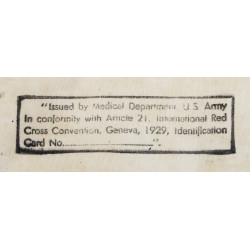 "Issued by Medical Department, U.S. Army
In conformity with Article 21, International Red
Cross Convention, Geneva, 1929, Identification
Card No.________________".